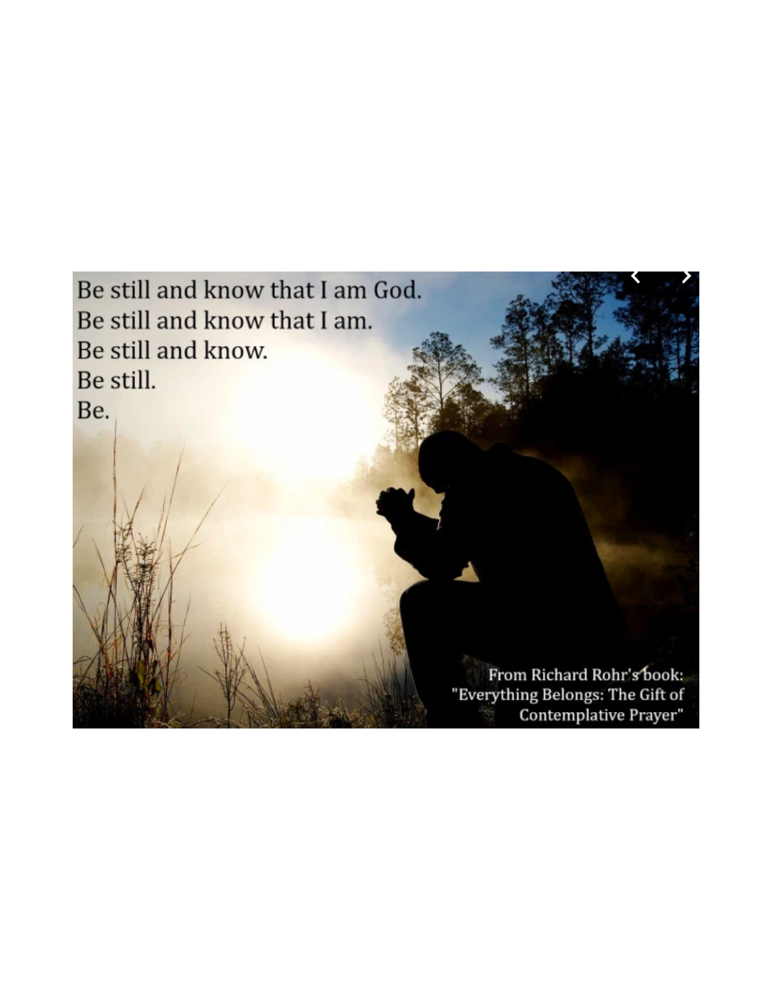 Be still and know that I am God.
Be still and know that I am.
Be still and know.
Be still.
Be.
From Richard Rohr's book:
"Everything Belongs: The Gift of
Contemplative Prayer"